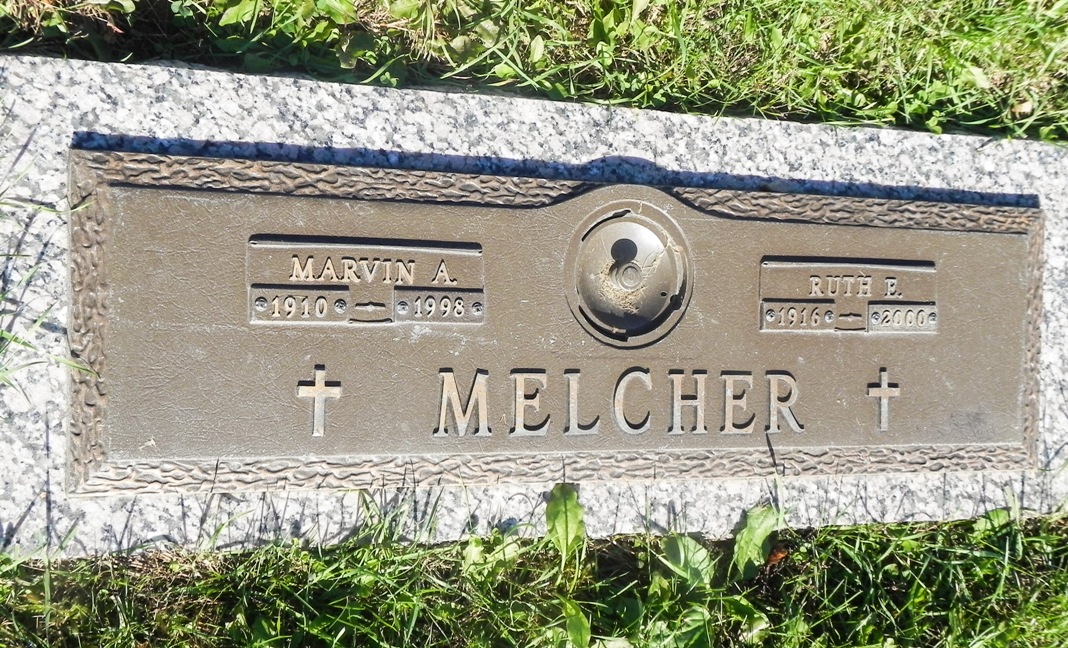 MARVIN A.
1910 – 1998
RUTH E.
1916 – 2000
MELCHER